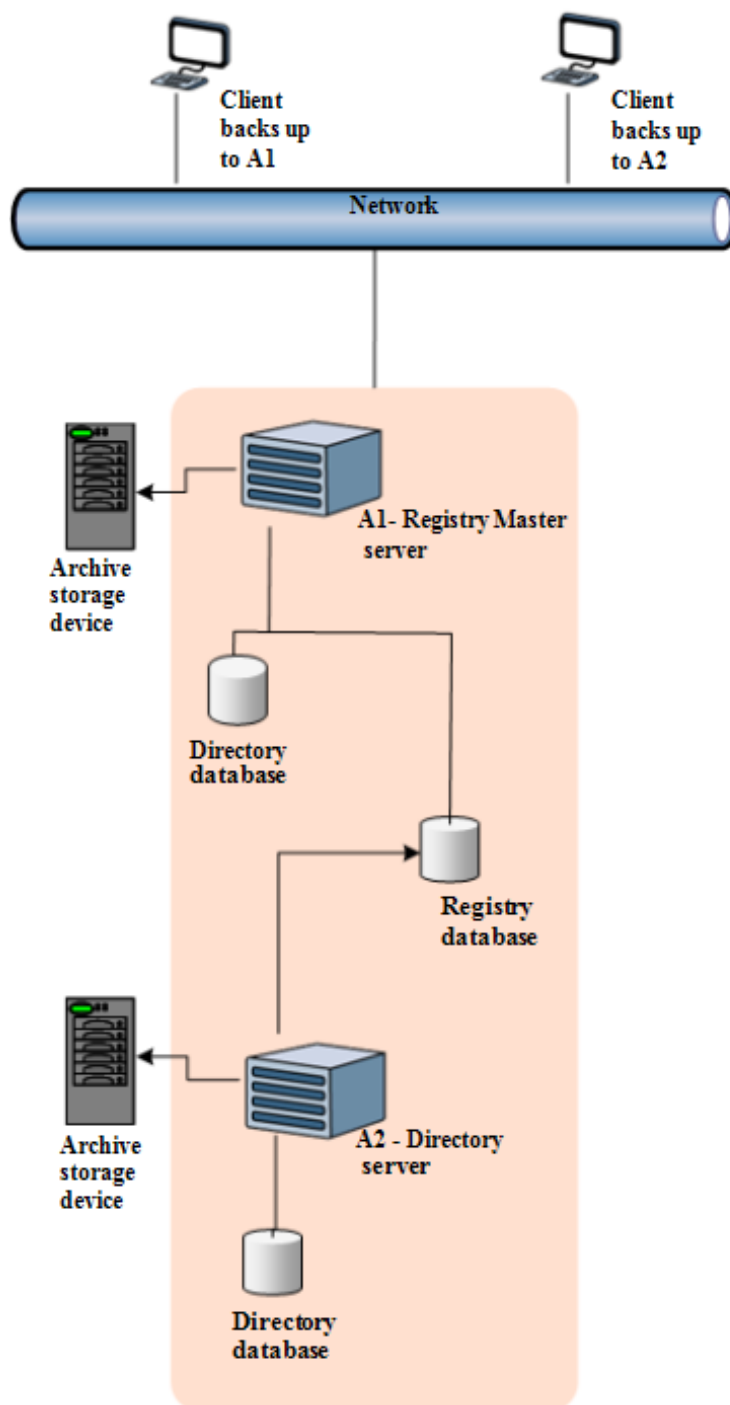 Client
backs up
to A1
Client
backs up
to A2
Network
A1- Registry Master
server
Archive
storage
device
Directory
database
Registry
database
A2 - Directory
server
Archive
storage
device
Directory
database